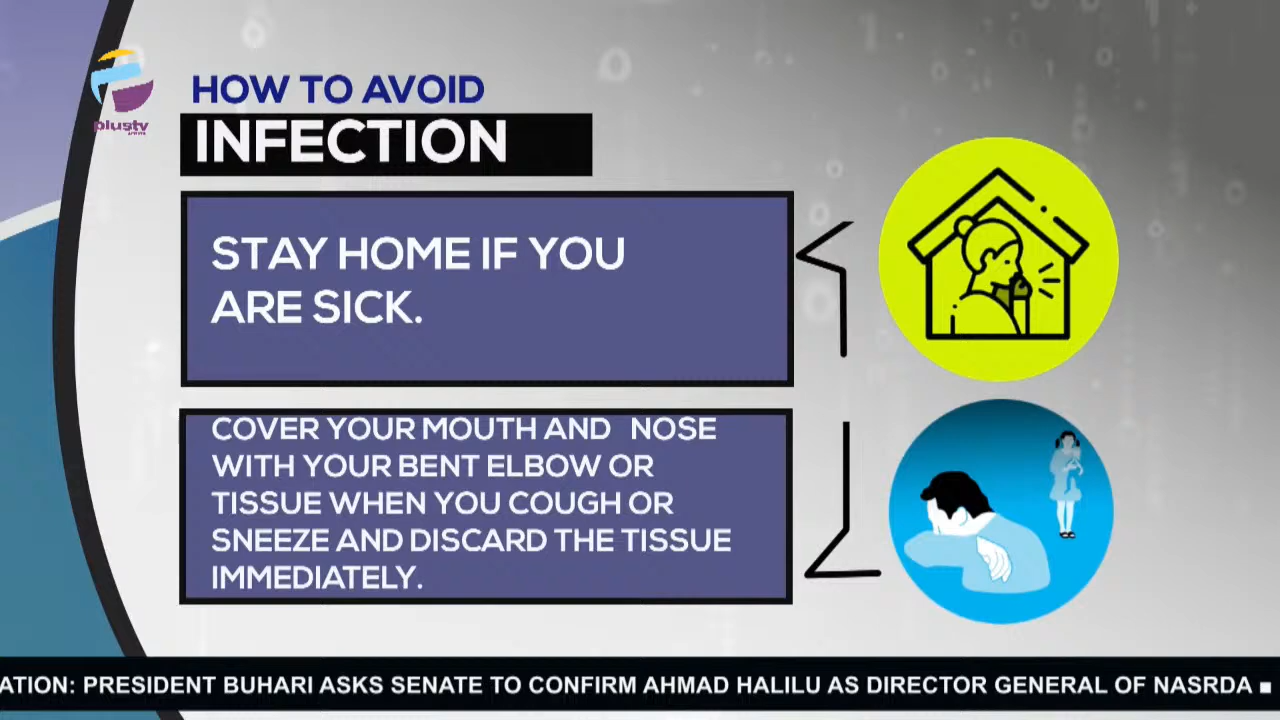 plustv
HOW TO AVOID
INFECTION
STAY HOME IF YOU
ARE SICK.
COVER YOUR MOUTH AND NOSE
WITH YOUR BENT ELBOW OR
TISSUE WHEN YOU COUGH OR
SNEEZE AND DISCARD THE TISSUE
IMMEDIATELY.
ATION: PRESIDENT BUHARI ASKS SENATE TO CONFIRM AHMAD HALILU AS DIRECTOR GENERAL OF NASRDA